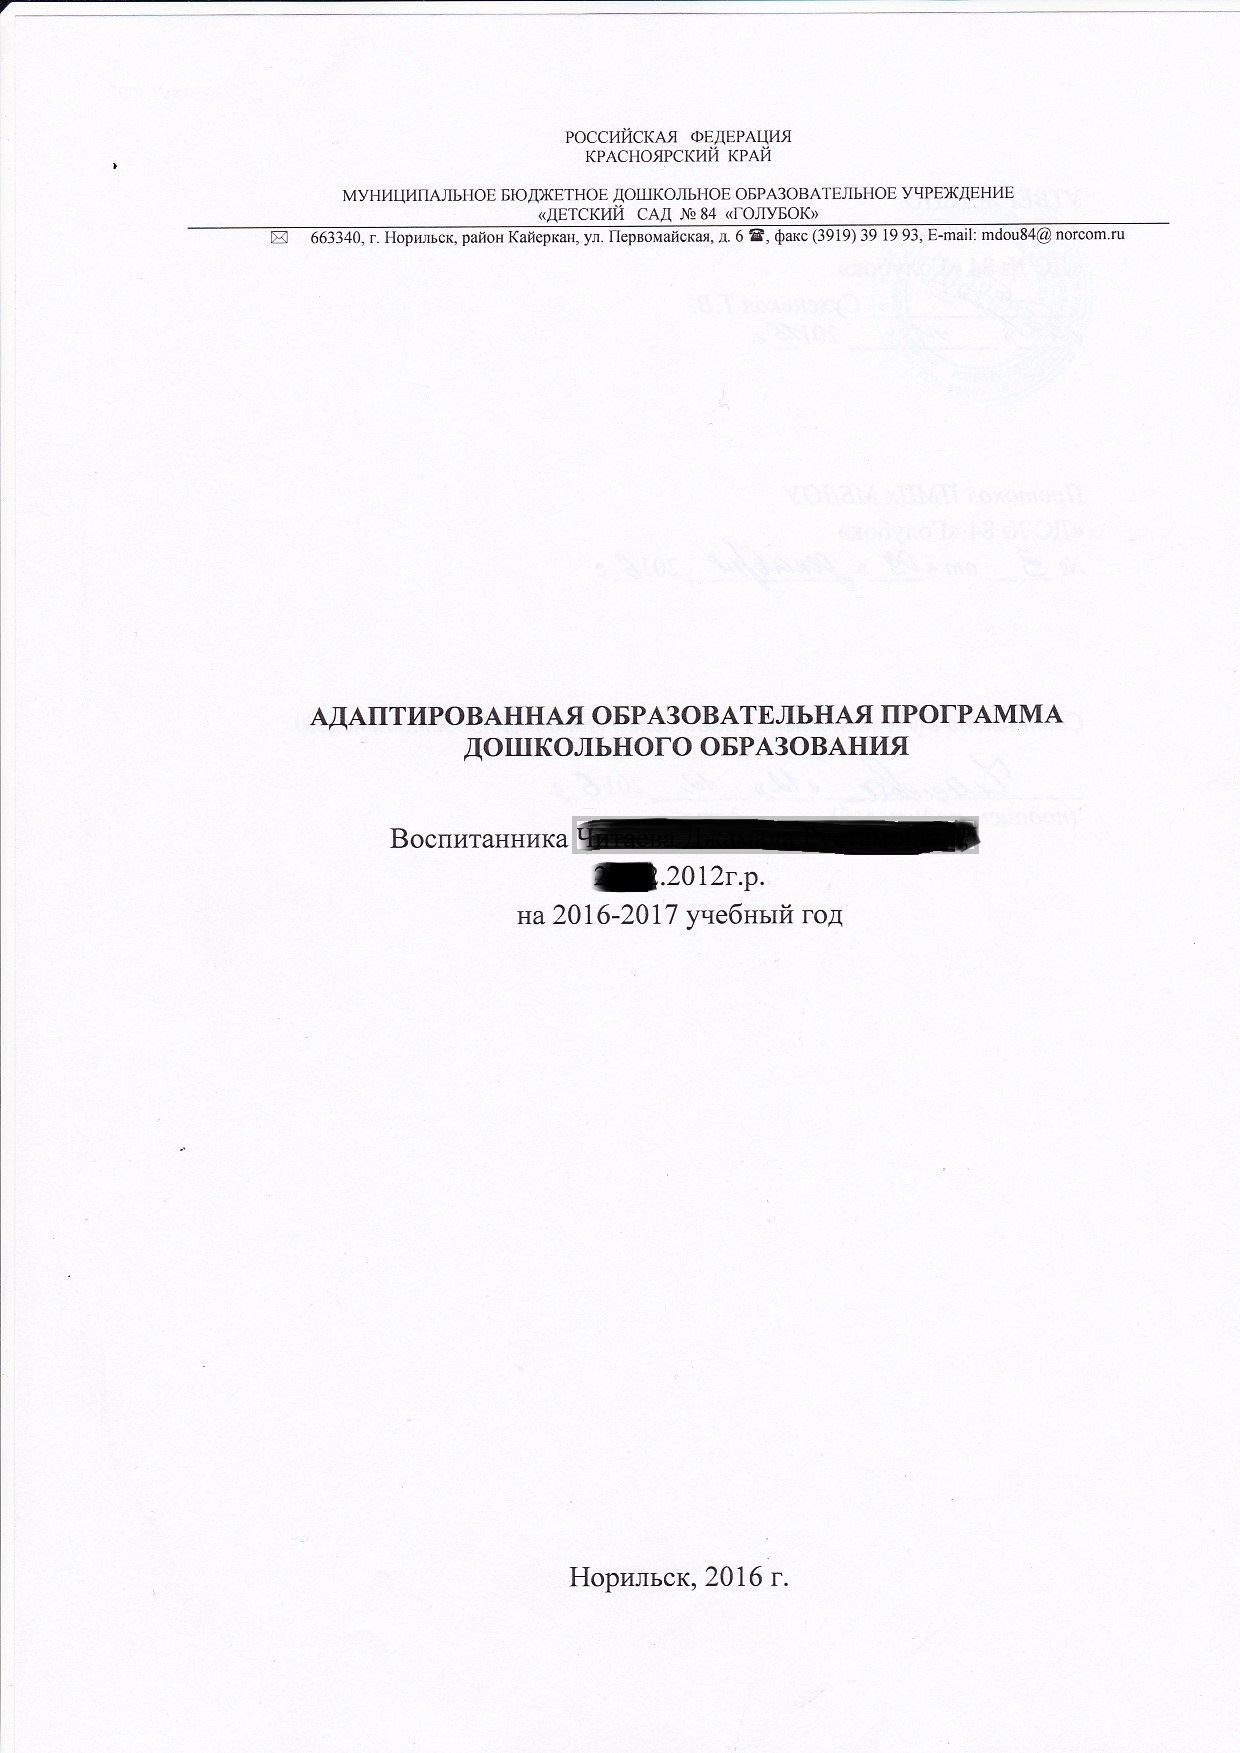 РОССИЙСКАЯ ФЕДЕРАЦИЯ
КРАСНОЯРСКИЙ КРАЙ
МУНИЦИПАЛЬНОЕ БЮДЖЕТНОЕ ДОШКОЛЬНОЕ ОБРАЗОВАТЕЛЬНОЕ УЧРЕЖДЕНИЕ
«ДЕТСКИЙ САД № 84 «ГОЛУБОК»
663340, г. Норильск, район Кайеркан, ул. Первомайская, д. 6 ☎, факс (3919) 39 19 93, E-mail: mdou84@ norcom.ru
АДАПТИРОВАННАЯ ОБРАЗОВАТЕЛЬНАЯ ПРОГРАММА
ДОШКОЛЬНОГО ОБРАЗОВАНИЯ
Воспитанника
.2012г.р.
на 2016-2017 учебный год
Норильск, 2016 г.